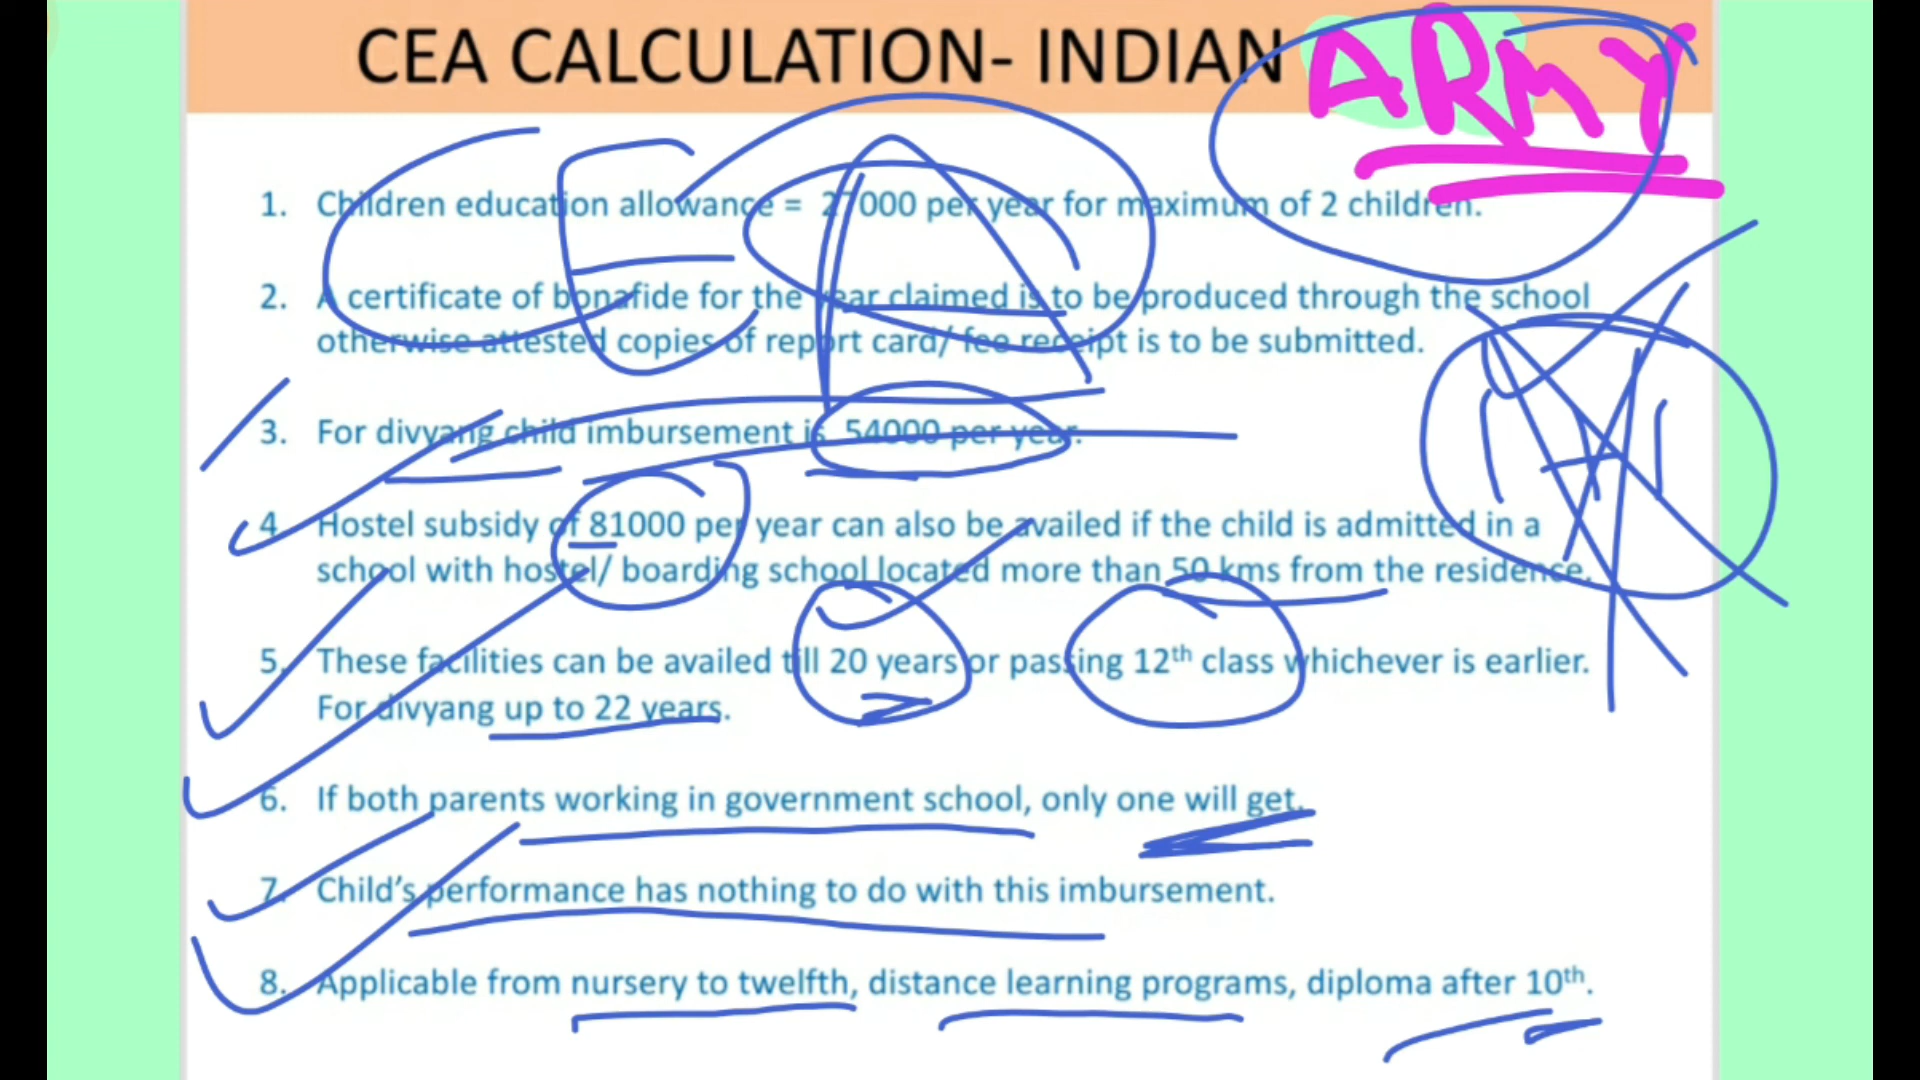 CEA CALCULATION- INDIAN ARMY
1. Children education allowance = 27000 per year for maximum of 2 children.
2. A certificate of bonafide for the year claimed is to be produced through the school
otherwise attested copies of report card/ fee receipt is to be submitted.
3. For divyang child imbursement is 54000 per year.
4. Hostel subsidy of 81000 per year can also be availed if the child is admitted in a
school with hostel/ boarding school located more than 50 kms from the residence.
5. These facilities can be availed till 20 years or passing 12th class whichever is earlier.
For divyang up to 22 years.
6. If both parents working in government school, only one will get.
7. Child's performance has nothing to do with this imbursement.
8. Applicable from nursery to twelfth, distance learning programs, diploma after 10th.
CEA